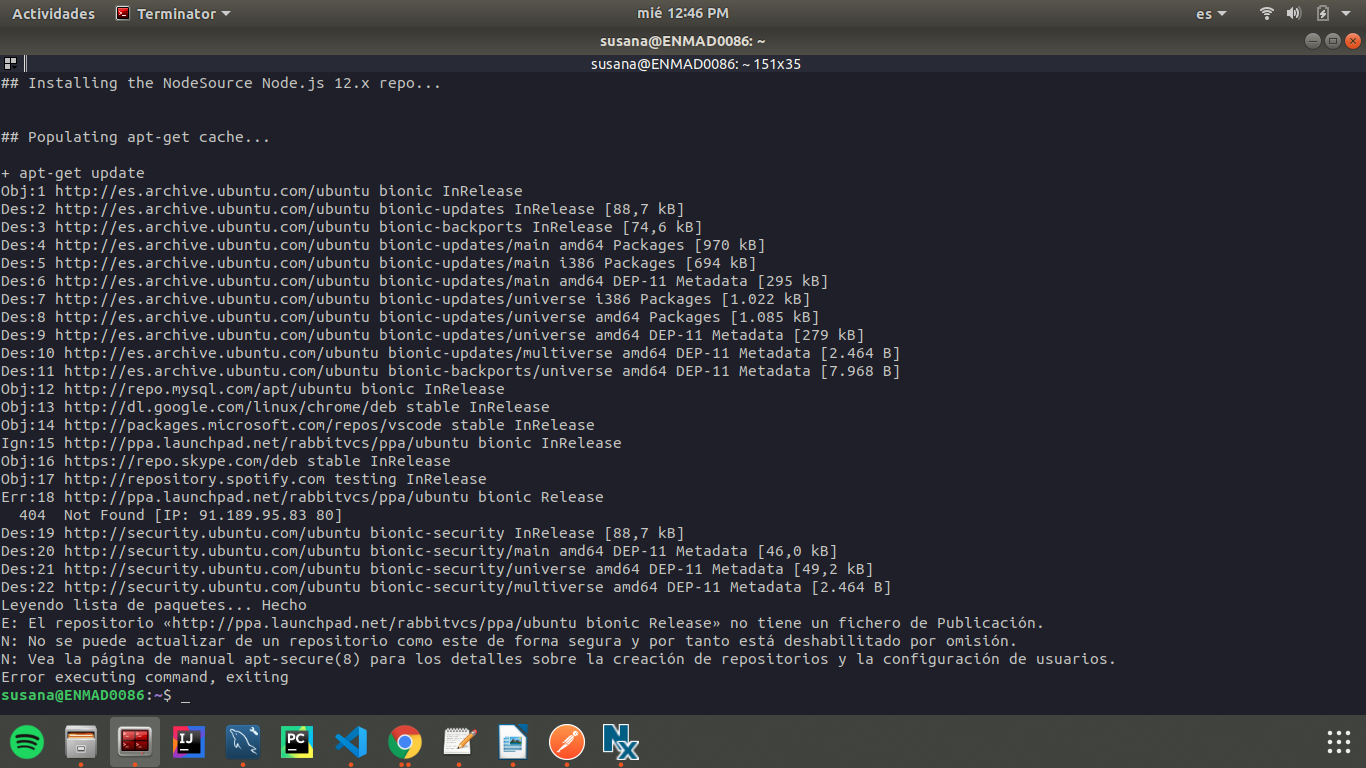 Actividades Terminator mié 12:46 PM es
susana@ENMAD0086: ~
susana@ENMAD0086: ~ 151x35
## Installing the NodeSource Node.js 12.x repo...
## Populating apt-get cache...
+ apt-get update
Obj:1 http://es.archive.ubuntu.com/ubuntu bionic InRelease
Des:2 http://es.archive.ubuntu.com/ubuntu bionic-updates InRelease [88,7 kB]
Des:3 http://es.archive.ubuntu.com/ubuntu bionic-backports InRelease [74,6 kB]
Des:4 http://es.archive.ubuntu.com/ubuntu bionic-updates/main amd64 Packages [970 kB]
Des:5 http://es.archive.ubuntu.com/ubuntu bionic-updates/main i386 Packages [694 kB]
Des:6 http://es.archive.ubuntu.com/ubuntu bionic-updates/main amd64 DEP-11 Metadata [295 kB]
Des:7 http://es.archive.ubuntu.com/ubuntu bionic-updates/universe i386 Packages [1.022 kB]
Des:8 http://es.archive.ubuntu.com/ubuntu bionic-updates/universe amd64 Packages [1.085 kB]
Des:9 http://es.archive.ubuntu.com/ubuntu bionic-updates/universe amd64 DEP-11 Metadata [279 kB]
Des:10 http://es.archive.ubuntu.com/ubuntu bionic-updates/multiverse amd64 DEP-11 Metadata [2.464 B]
Des:11 http://es.archive.ubuntu.com/ubuntu bionic-backports/universe amd64 DEP-11 Metadata [7.968 B]
Obj:12 http://repo.mysql.com/apt/ubuntu bionic InRelease
Obj:13 http://dl.google.com/linux/chrome/deb stable InRelease
Obj:14 http://packages.microsoft.com/repos/vscode stable InRelease
Ign:15 http://ppa.launchpad.net/rabbitvcs/ppa/ubuntu bionic InRelease
Obj:16 https://repo.skype.com/deb stable InRelease
Obj:17 http://repository.spotify.com testing InRelease
Err:18 http://ppa.launchpad.net/rabbitvcs/ppa/ubuntu bionic Release
  404  Not Found [IP: 91.189.95.83 80]
Des:19 http://security.ubuntu.com/ubuntu bionic-security InRelease [88,7 kB]
Des:20 http://security.ubuntu.com/ubuntu bionic-security/main amd64 DEP-11 Metadata [46,0 kB]
Des:21 http://security.ubuntu.com/ubuntu bionic-security/universe amd64 DEP-11 Metadata [49,2 kB]
Des:22 http://security.ubuntu.com/ubuntu bionic-security/multiverse amd64 DEP-11 Metadata [2.464 B]
Leyendo lista de paquetes... Hecho
E: El repositorio «http://ppa.launchpad.net/rabbitvcs/ppa/ubuntu bionic Release» no tiene un fichero de Publicación.
N: No se puede actualizar de un repositorio como este de forma segura y por tanto está deshabilitado por omisión.
N: Vea la página de manual apt-secure(8) para los detalles sobre la creación de repositorios y la configuración de usuarios.
Error executing command, exiting
susana@ENMAD0086:~$ _
IJ PC NX